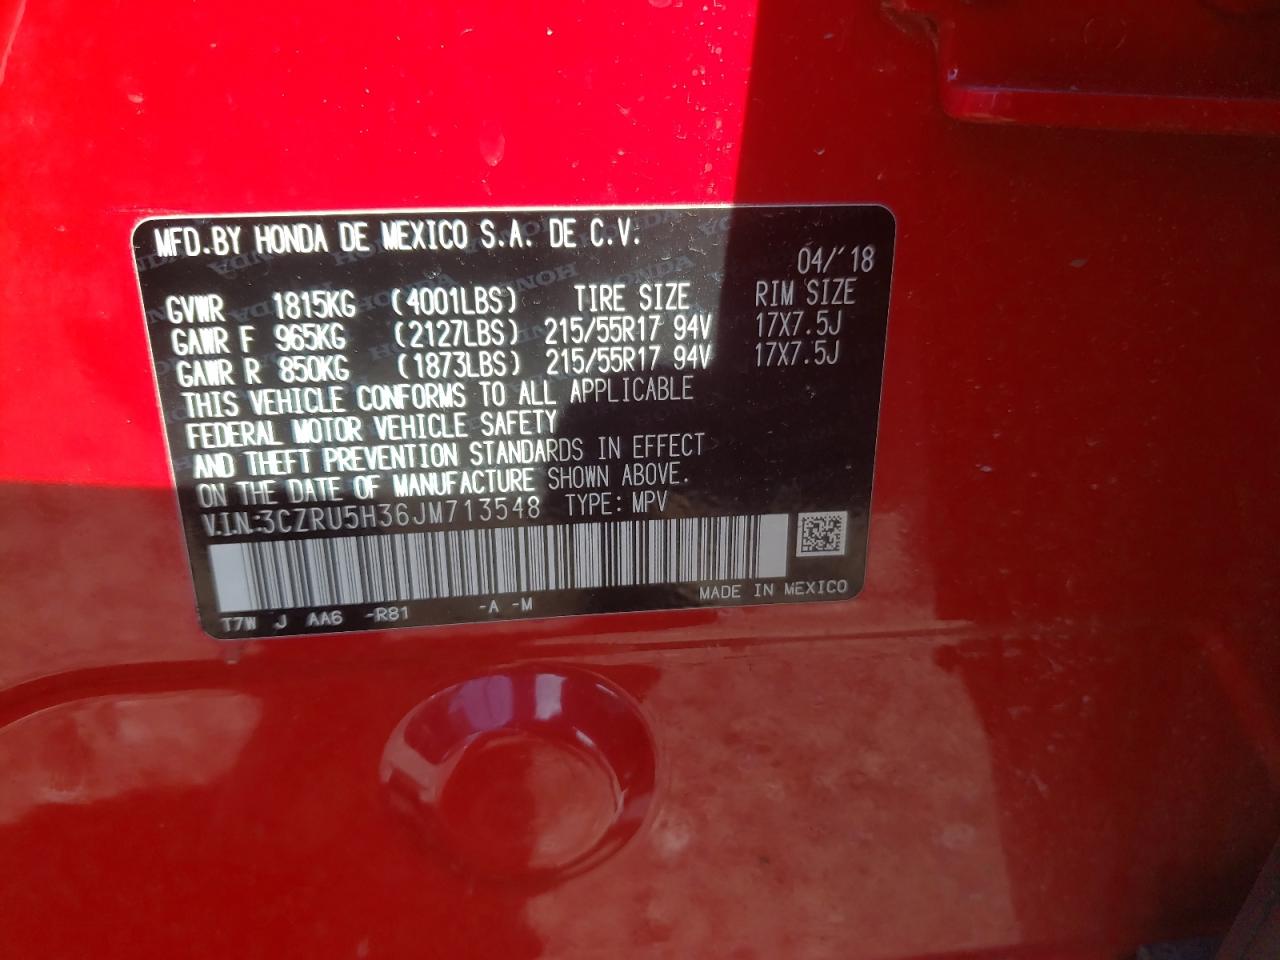 MFD. BY HONDA DE MEXICO S.A. DE C.V.
04/'18
GVWR 1815KG (4001LBS) TIRE SIZE RIM SIZE
GAWR F 965KG (2127LBS) 215/55R17 94V 17X7.5J
GAWR R 850KG (1873LBS) 215/55R17 94V 17X7.5J
THIS VEHICLE CONFORMS TO ALL APPLICABLE
FEDERAL MOTOR VEHICLE SAFETY
AND THEFT PREVENTION STANDARDS IN EFFECT
ON THE DATE OF MANUFACTURE SHOWN ABOVE.
V.I.N.:3CZRU5H36JM713548 TYPE: MPV
MADE IN MEXICO
T7W J AA6 -R81 -A -M